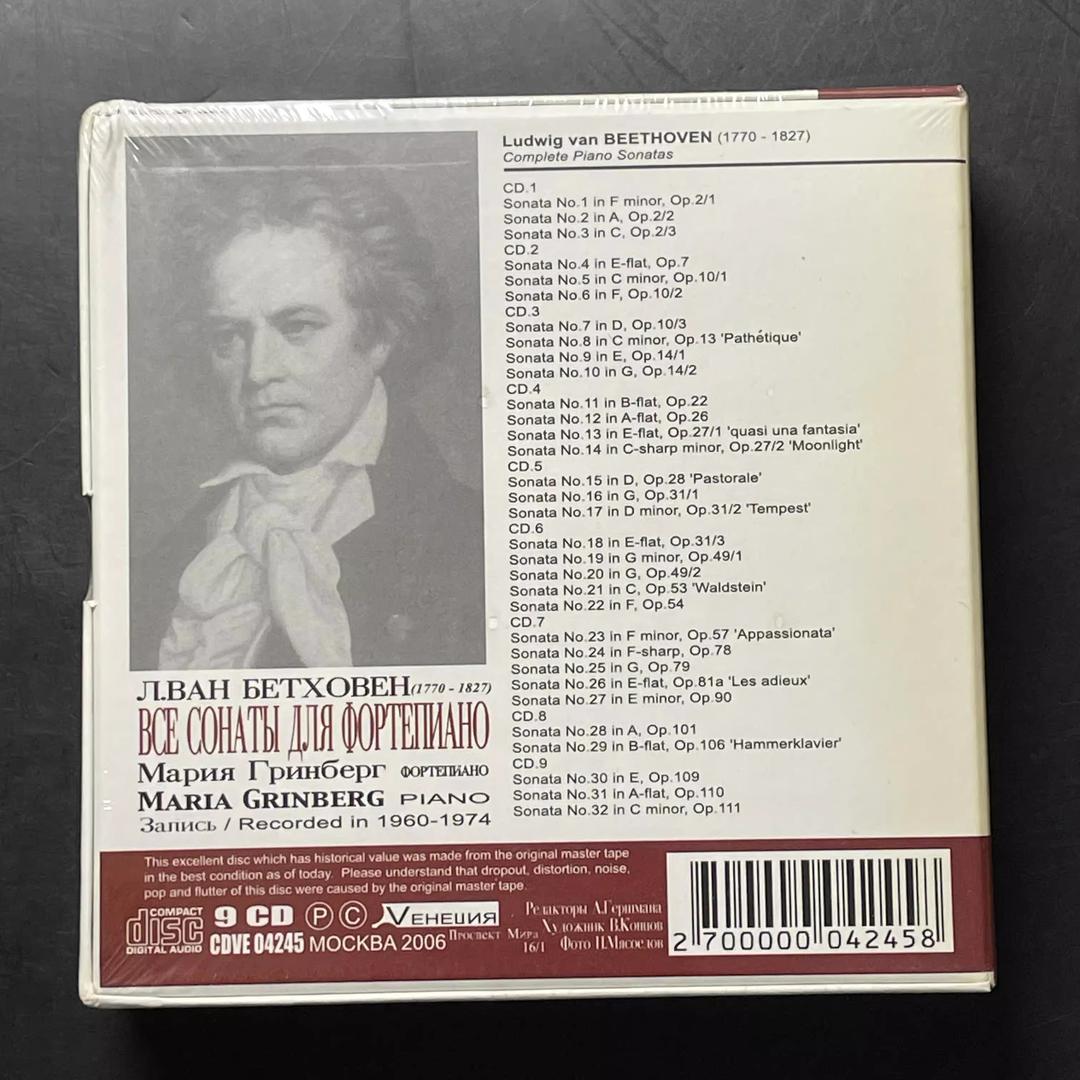 Ludwig van BEETHOVEN (1770 - 1827)
Complete Piano Sonatas
CD.1
Sonata No.1 in F minor, Op.2/1
Sonata No.2 in A, Op.2/2
Sonata No.3 in C, Op.2/3
CD.2
Sonata No.4 in E-flat, Op.7
Sonata No.5 in C minor, Op.10/1
Sonata No.6 in F, Op.10/2
CD.3
Sonata No.7 in D, Op.10/3
Sonata No.8 in C minor, Op.13 'Pathétique'
Sonata No.9 in E, Op.14/1
Sonata No.10 in G, Op.14/2
CD.4
Sonata No.11 in B-flat, Op.22
Sonata No.12 in A-flat, Op.26
Sonata No.13 in E-flat, Op.27/1 'quasi una fantasia'
Sonata No.14 in C-sharp minor, Op.27/2 'Moonlight'
CD.5
Sonata No.15 in D, Op.28 'Pastorale'
Sonata No.16 in G, Op.31/1
Sonata No.17 in D minor, Op.31/2 'Tempest'
CD.6
Sonata No.18 in E-flat, Op.31/3
Sonata No.19 in G minor, Op.49/1
Sonata No.20 in G, Op.49/2
Sonata No.21 in C, Op.53 'Waldstein'
Sonata No.22 in F, Op.54
CD.7
Sonata No.23 in F minor, Op.57 'Appassionata'
Sonata No.24 in F-sharp, Op.78
Sonata No.25 in G, Op.79
Sonata No.26 in E-flat, Op.81a 'Les adieux'
Sonata No.27 in E minor, Op.90
CD.8
Sonata No.28 in A, Op.101
Sonata No.29 in B-flat, Op.106 'Hammerklavier'
CD.9
Sonata No.30 in E, Op.109
Sonata No.31 in A-flat, Op.110
Sonata No.32 in C minor, Op.111
Л.ВАН БЕТХОВЕН (1770 - 1827)
ВСЕ СОНАТЫ ДЛЯ ФОРТЕПИАНО
Мария Гринберг ФОРТЕПИАНО
MARIA GRINBERG PIANO
Запись / Recorded in 1960-1974
This excellent disc which has historical value was made from the original master tape
in the best condition as of today. Please understand that dropout, distortion, noise,
pop and flutter of this disc were caused by the original master tape.
COMPACT
disc
DIGITAL AUDIO
9 CD Ⓟ Ⓒ ВЕНЕЦИЯ
CDVE 04245 МОСКВА 2006
Проспект Мира
16/1
Редакторы А.Гершмана
Художник В.Копцов
Фото Н.Мясоедов
2 700000 042458